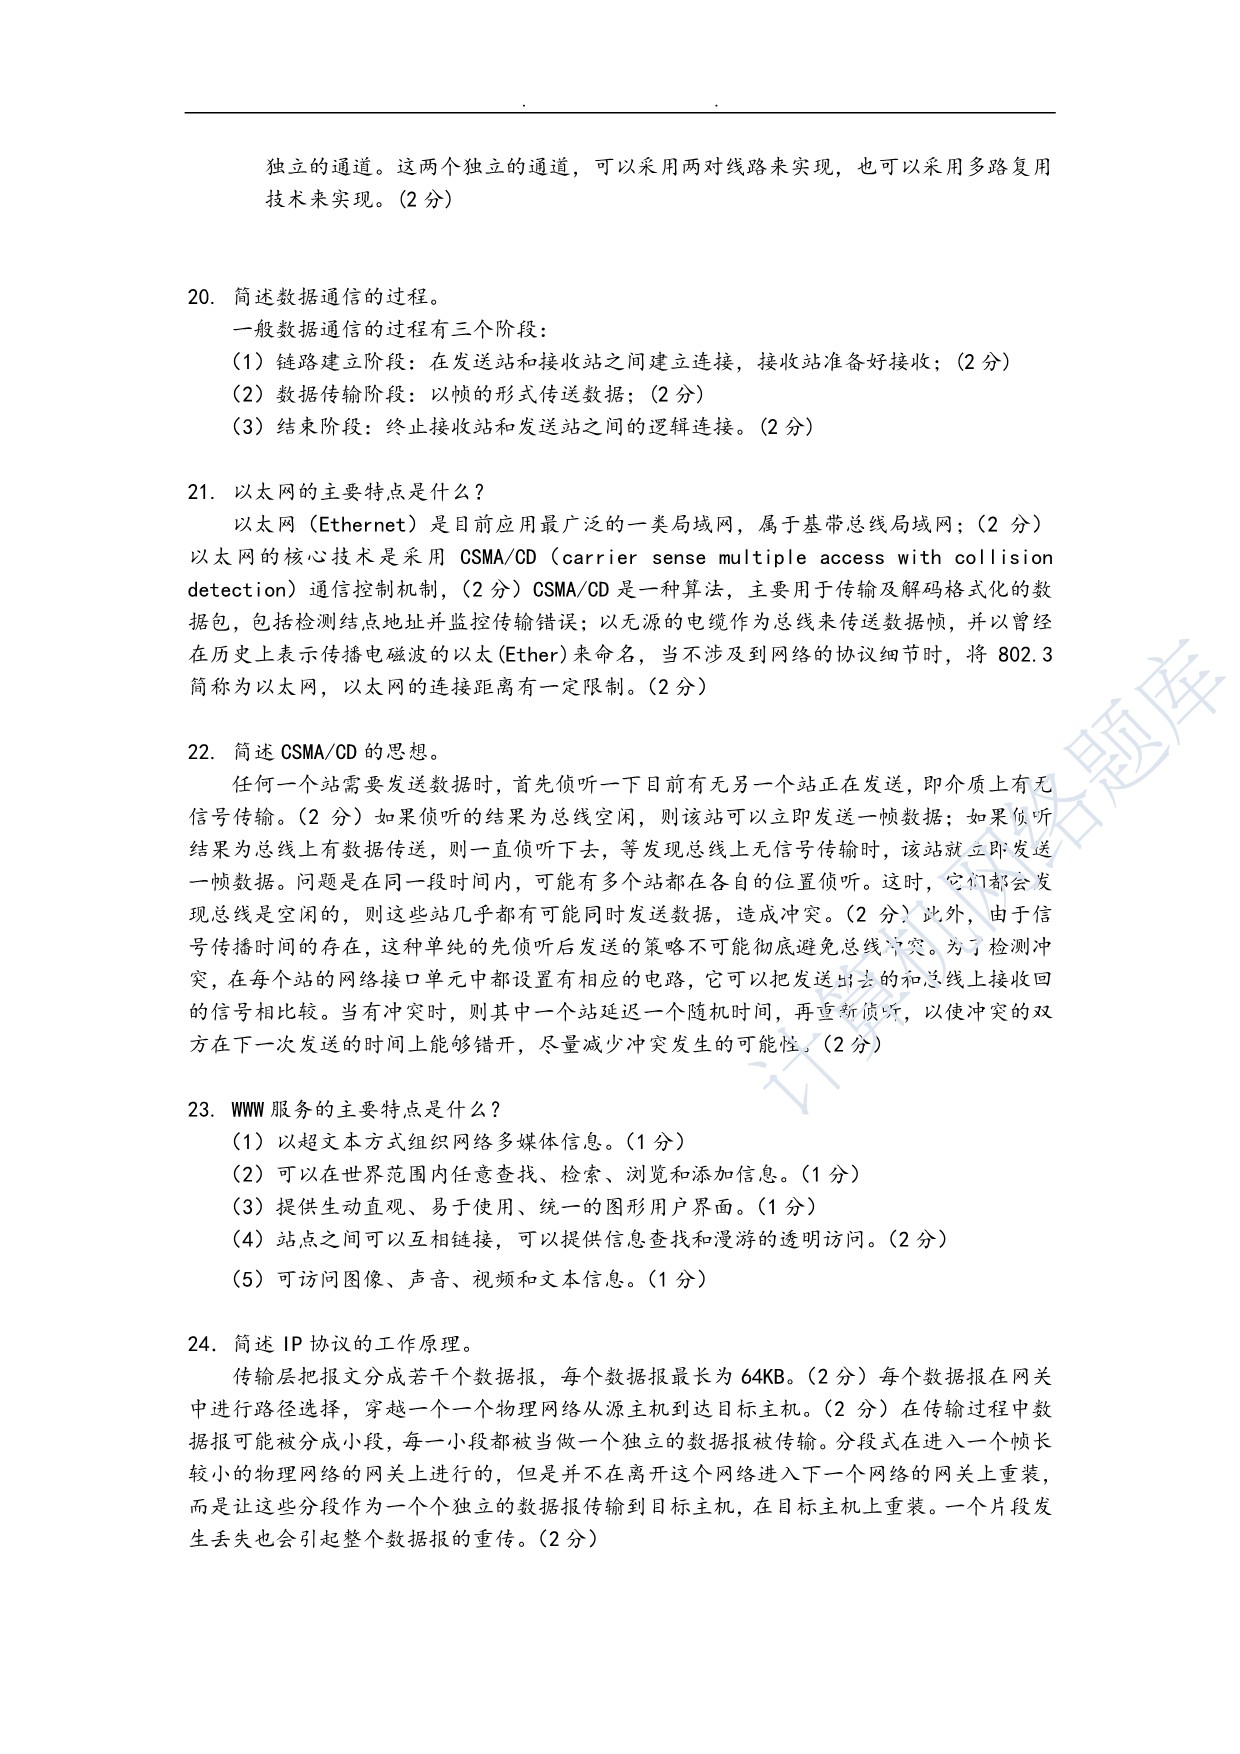 独立的通道。这两个独立的通道，可以采用两对线路来实现，也可以采用多路复用
技术来实现。(2 分)
20. 简述数据通信的过程。
一般数据通信的过程有三个阶段：
（1）链路建立阶段：在发送站和接收站之间建立连接，接收站准备好接收；(2 分)
（2）数据传输阶段：以帧的形式传送数据；(2 分)
（3）结束阶段：终止接收站和发送站之间的逻辑连接。(2 分)
21. 以太网的主要特点是什么？
以太网（Ethernet）是目前应用最广泛的一类局域网，属于基带总线局域网；（2 分）
以太网的核心技术是采用 CSMA/CD（carrier sense multiple access with collision
detection）通信控制机制，（2 分）CSMA/CD 是一种算法，主要用于传输及解码格式化的数
据包，包括检测结点地址并监控传输错误；以无源的电缆作为总线来传送数据帧，并以曾经
在历史上表示传播电磁波的以太(Ether)来命名，当不涉及到网络的协议细节时，将 802.3
简称为以太网，以太网的连接距离有一定限制。（2 分）
22. 简述 CSMA/CD 的思想。
任何一个站需要发送数据时，首先侦听一下目前有无另一个站正在发送，即介质上有无
信号传输。（2 分）如果侦听的结果为总线空闲，则该站可以立即发送一帧数据；如果侦听
结果为总线上有数据传送，则一直侦听下去，等发现总线上无信号传输时，该站就立即发送
一帧数据。问题是在同一段时间内，可能有多个站都在各自的位置侦听。这时，它们都会发
现总线是空闲的，则这些站几乎都有可能同时发送数据，造成冲突。（2 分）此外，由于信
号传播时间的存在，这种单纯的先侦听后发送的策略不可能彻底避免总线冲突。为了检测冲
突，在每个站的网络接口单元中都设置有相应的电路，它可以把发送出去的和总线上接收回
的信号相比较。当有冲突时，则其中一个站延迟一个随机时间，再重新侦听，以使冲突的双
方在下一次发送的时间上能够错开，尽量减少冲突发生的可能性。（2 分）
23. WWW 服务的主要特点是什么？
（1）以超文本方式组织网络多媒体信息。（1 分）
（2）可以在世界范围内任意查找、检索、浏览和添加信息。（1 分）
（3）提供生动直观、易于使用、统一的图形用户界面。（1 分）
（4）站点之间可以互相链接，可以提供信息查找和漫游的透明访问。（2 分）
（5）可访问图像、声音、视频和文本信息。（1 分）
24. 简述 IP 协议的工作原理。
传输层把报文分成若干个数据报，每个数据报最长为 64KB。（2 分）每个数据报在网关
中进行路径选择，穿越一个一个物理网络从源主机到达目标主机。（2 分）在传输过程中数
据报可能被分成小段，每一小段都被当做一个独立的数据报被传输。分段式在进入一个帧长
较小的物理网络的网关上进行的，但是并不在离开这个网络进入下一个网络的网关上重装，
而是让这些分段作为一个个独立的数据报传输到目标主机，在目标主机上重装。一个片段发
生丢失也会引起整个数据报的重传。（2 分）
计算机网络题库